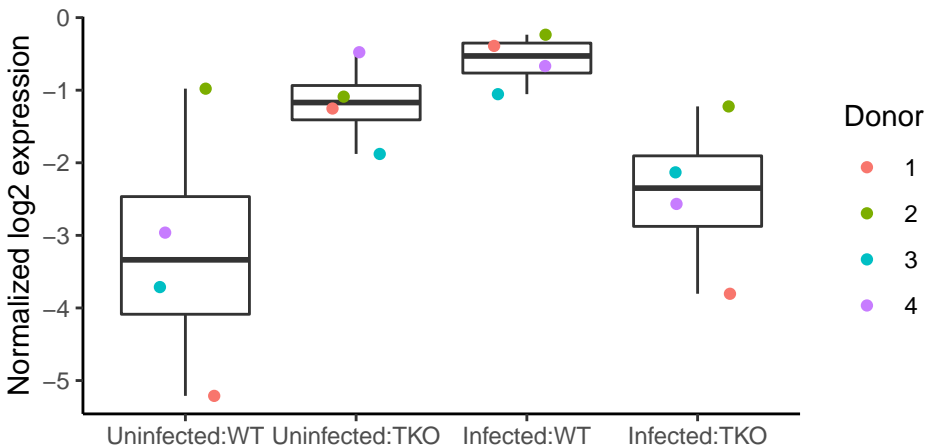 Normalized log2 expression
0
−1
−2
−3
−4
−5
Uninfected:WT
Uninfected:TKO
Infected:WT
Infected:TKO
Donor
1
2
3
4